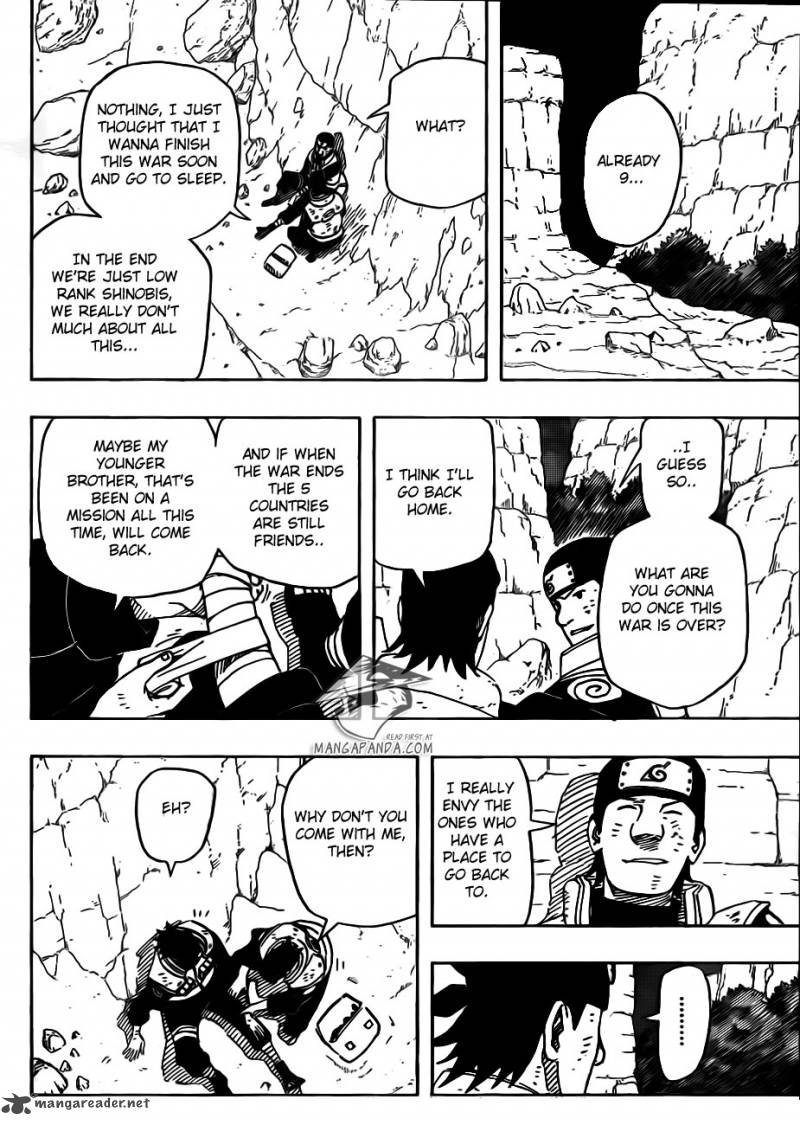 ALREADY
9...
WHAT?
NOTHING, I JUST
THOUGHT THAT I
WANNA FINISH
THIS WAR SOON
AND GO TO SLEEP.
IN THE END
WE'RE JUST LOW
RANK SHINOBIS,
WE REALLY DON'T
MUCH ABOUT ALL
THIS...
..I
GUESS
SO..
WHAT ARE
YOU GONNA
DO ONCE THIS
WAR IS OVER?
I THINK I'LL
GO BACK
HOME.
AND IF WHEN
THE WAR ENDS
THE 5
COUNTRIES
ARE STILL
FRIENDS..
MAYBE MY
YOUNGER
BROTHER, THAT'S
BEEN ON A
MISSION ALL THIS
TIME, WILL COME
BACK.
..READ FIRST AT
MANGAPANDA.COM
I REALLY
ENVY THE
ONES WHO
HAVE A
PLACE TO
GO BACK
TO.
........
WHY DON'T YOU
COME WITH ME,
THEN?
EH?
mangareader.net